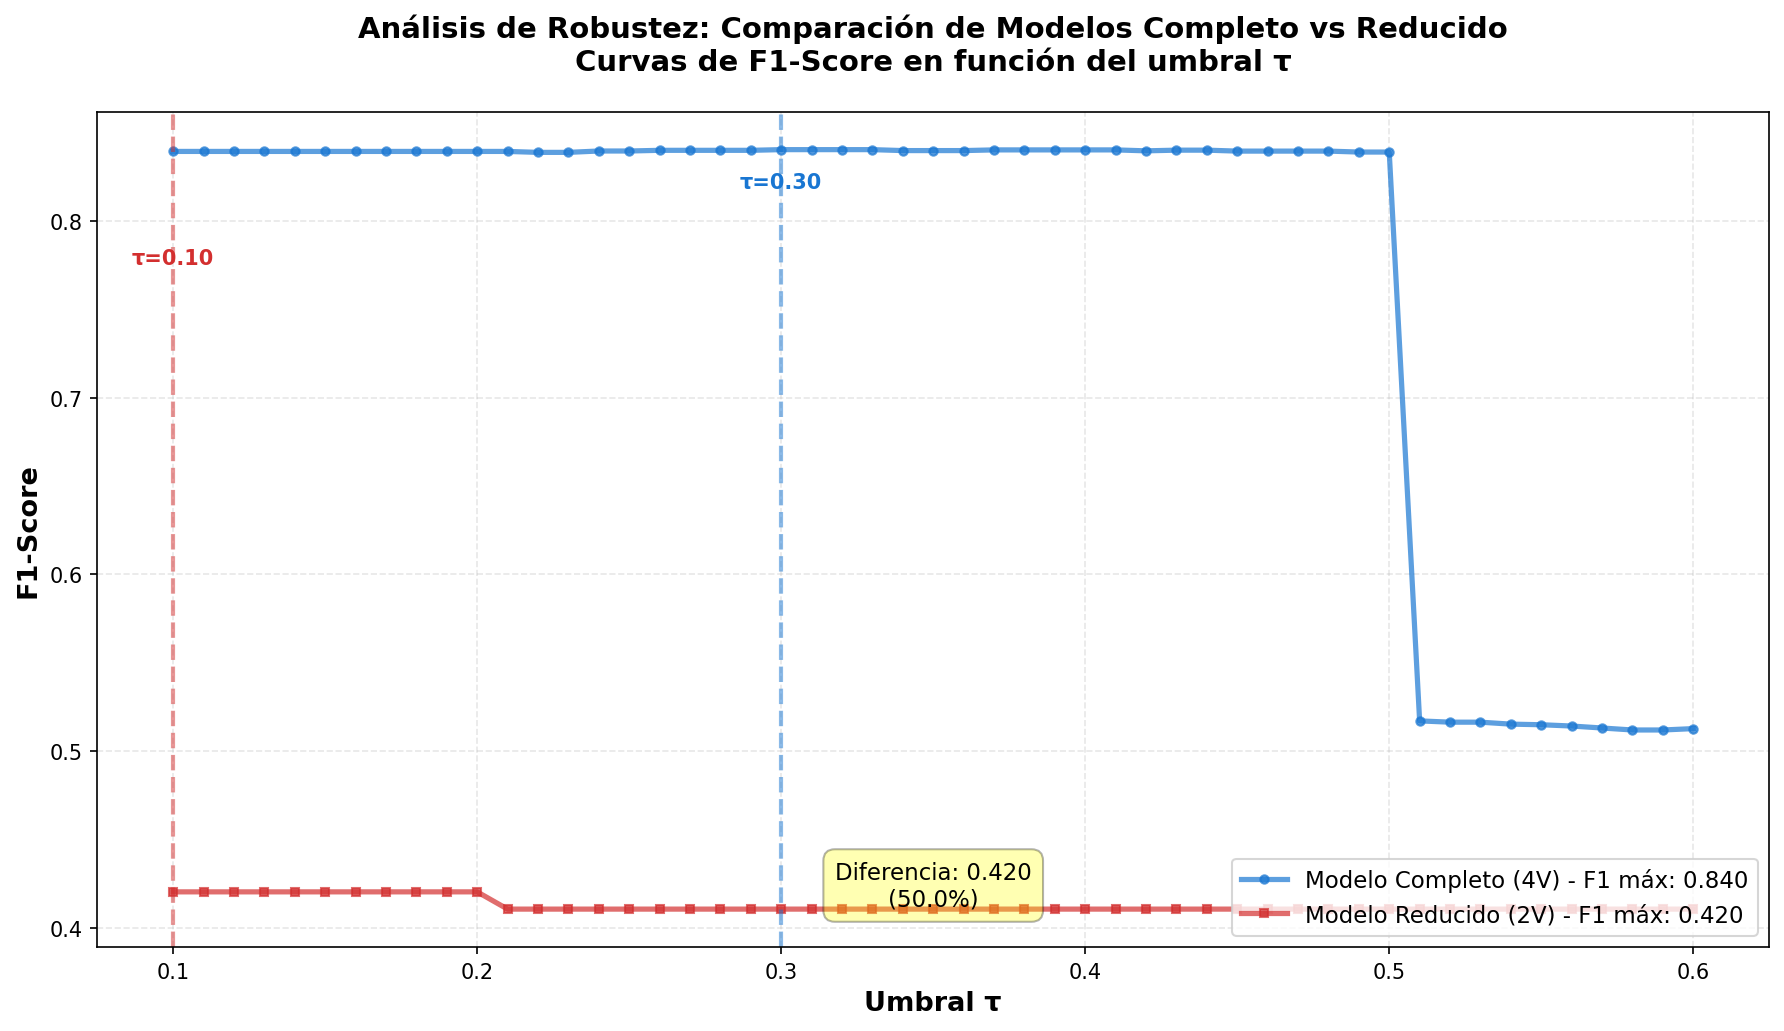 Análisis de Robustez: Comparación de Modelos Completo vs Reducido
Curvas de F1-Score en función del umbral τ
F1-Score
0.8
0.7
0.6
0.5
0.4
τ=0.30
τ=0.10
Diferencia: 0.420
(50.0%)
Modelo Completo (4V) - F1 máx: 0.840
Modelo Reducido (2V) - F1 máx: 0.420
0.1 0.2 0.3 0.4 0.5 0.6
Umbral τ